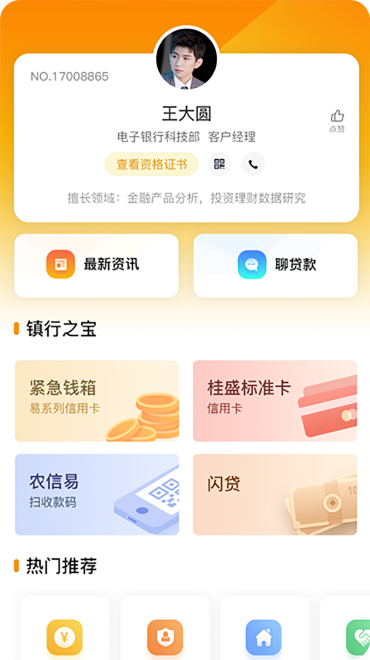 NO.17008865
王大圆
点赞
电子银行科技部 客户经理
查看资格证书
擅长领域：金融产品分析，投资理财数据研究
最新资讯
聊贷款
镇行之宝
紧急钱箱
易系列信用卡
桂盛标准卡
信用卡
农信易
扫收款码
闪贷
热门推荐